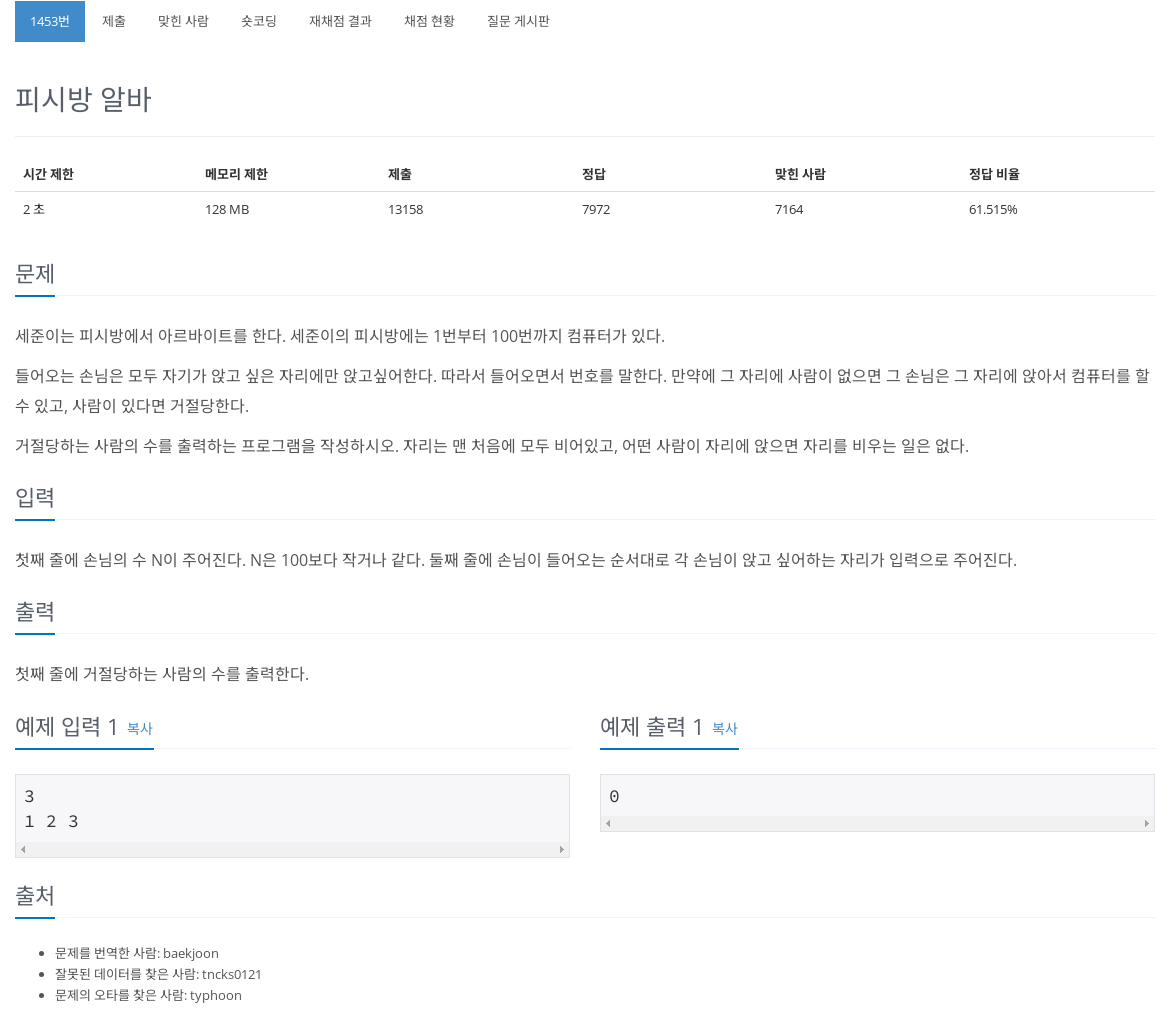 1453번 제출 맞힌 사람 숏코딩 재채점 결과 채점 현황 질문 게시판
피시방 알바
시간 제한 메모리 제한 제출 정답 맞힌 사람 정답 비율
2 초 128 MB 13158 7972 7164 61.515%
문제
세준이는 피시방에서 아르바이트를 한다. 세준이의 피시방에는 1번부터 100번까지 컴퓨터가 있다.
들어오는 손님은 모두 자기가 앉고 싶은 자리에만 앉고싶어한다. 따라서 들어오면서 번호를 말한다. 만약에 그 자리에 사람이 없으면 그 손님은 그 자리에 앉아서 컴퓨터를 할
수 있고, 사람이 있다면 거절당한다.
거절당하는 사람의 수를 출력하는 프로그램을 작성하시오. 자리는 맨 처음에 모두 비어있고, 어떤 사람이 자리에 앉으면 자리를 비우는 일은 없다.
입력
첫째 줄에 손님의 수 N이 주어진다. N은 100보다 작거나 같다. 둘째 줄에 손님이 들어오는 순서대로 각 손님이 앉고 싶어하는 자리가 입력으로 주어진다.
출력
첫째 줄에 거절당하는 사람의 수를 출력한다.
예제 입력 1 복사
3
1 2 3
예제 출력 1 복사
0
출처
문제를 번역한 사람: baekjoon
잘못된 데이터를 찾은 사람: tncks0121
문제의 오타를 찾은 사람: typhoon